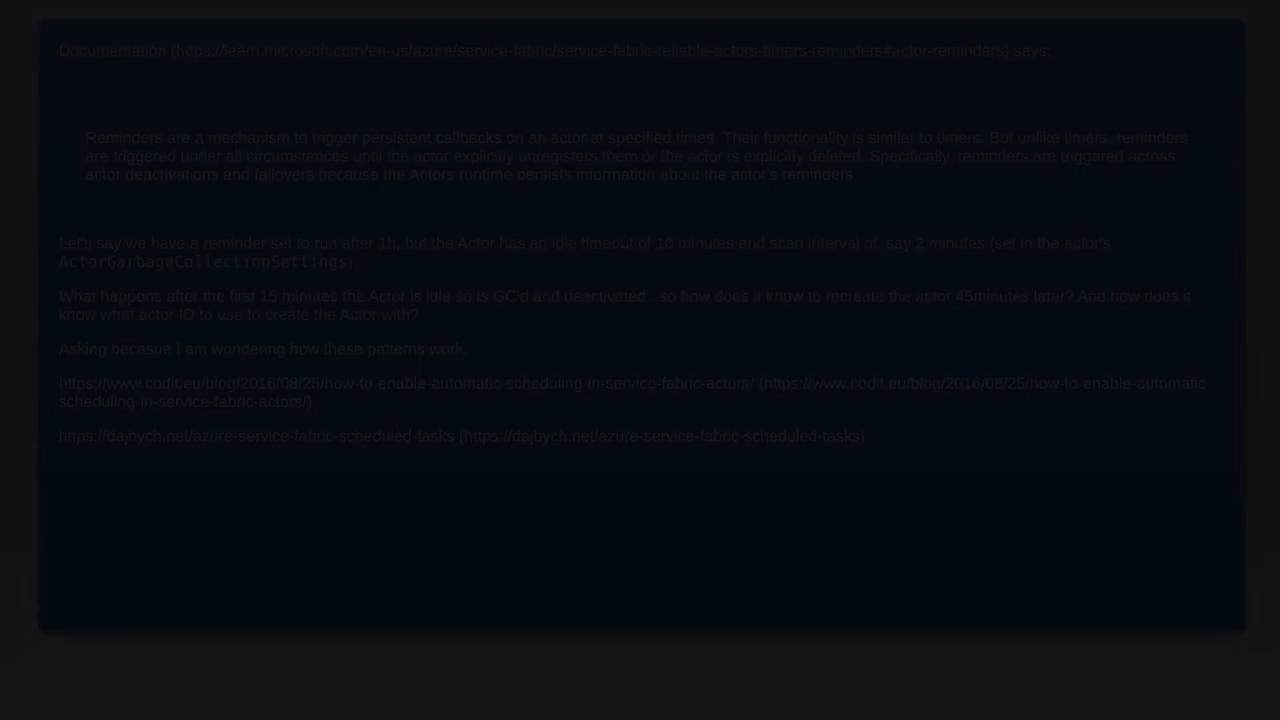 Documentation (https://learn.microsoft.com/en-us/azure/service-fabric/service-fabric-reliable-actors-timers-reminders#actor-reminders) says:
Reminders are a mechanism to trigger persistent callbacks on an actor at specified times. Their functionality is similar to timers. But unlike timers, reminders
are triggered under all circumstances until the actor explicitly unregisters them or the actor is explicitly deleted. Specifically, reminders are triggered across
actor deactivations and failovers because the Actors runtime persists information about the actor's reminders
Let's say we have a reminder set to run after 1h, but the Actor has an idle timeout of 10 minutes and scan interval of, say 2 minutes (set in the actor's
ActorGarbageCollectionSettings).
What happens after the first 15 minutes the Actor is idle so is GC'd and deactivated.. so how does it know to recreate the actor 45minutes later? And how does it
know what actor ID to use to create the Actor with?
Asking becasue I am wondering how these patterns work.
https://www.codit.eu/blog/2016/08/25/how-to-enable-automatic-scheduling-in-service-fabric-actors/ (https://www.codit.eu/blog/2016/08/25/how-to-enable-automatic-
scheduling-in-service-fabric-actors/)
https://dajbych.net/azure-service-fabric-scheduled-tasks (https://dajbych.net/azure-service-fabric-scheduled-tasks)